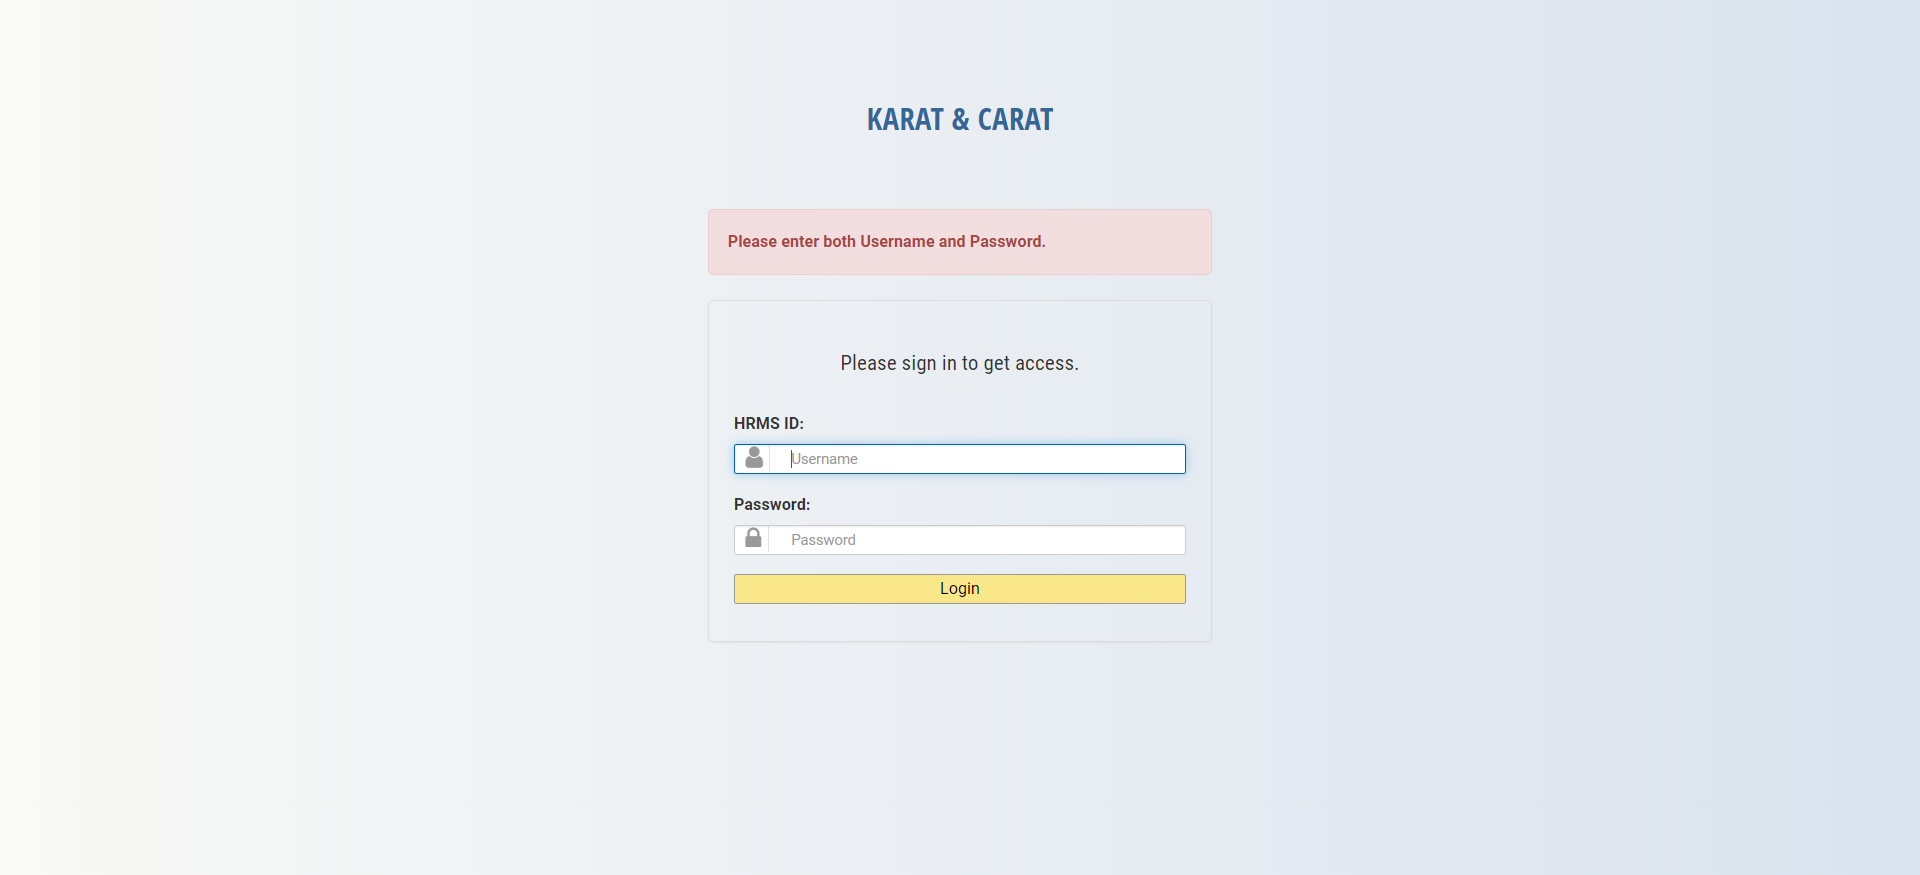 KARAT & CARAT
Please enter both Username and Password.
Please sign in to get access.
HRMS ID:
Username
Password:
Password
Login